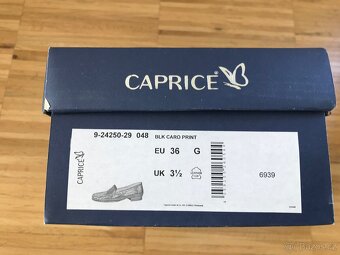 CAPRICE®
9-24250-29 048 BLK CARO PRINT
CAPRICE
EU 36 G
UK 3½
6939